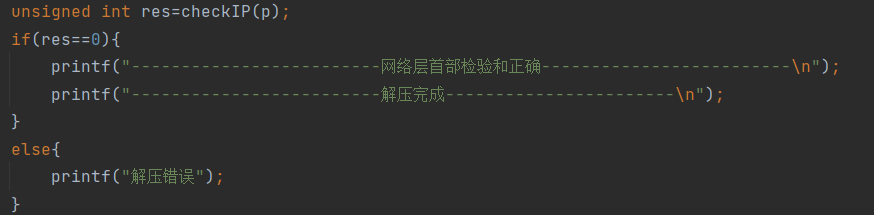 unsigned int res=checkIP(p);
if(res==0){
    printf("-------------------------网络层首部检验和正确-------------------------\n");
    printf("-------------------------解压完成-----------------------\n");
}
else{
    printf("解压错误");
}